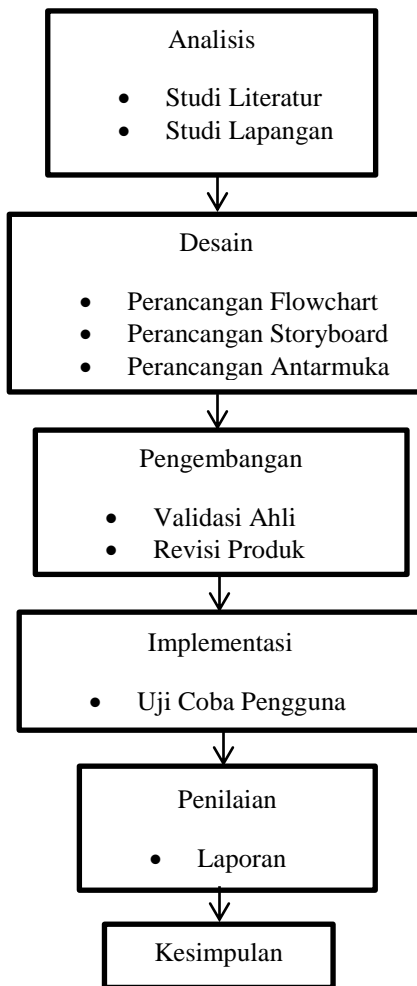 Analisis
• Studi Literatur
• Studi Lapangan
Desain
• Perancangan Flowchart
• Perancangan Storyboard
• Perancangan Antarmuka
Pengembangan
• Validasi Ahli
• Revisi Produk
Implementasi
• Uji Coba Pengguna
Penilaian
• Laporan
Kesimpulan